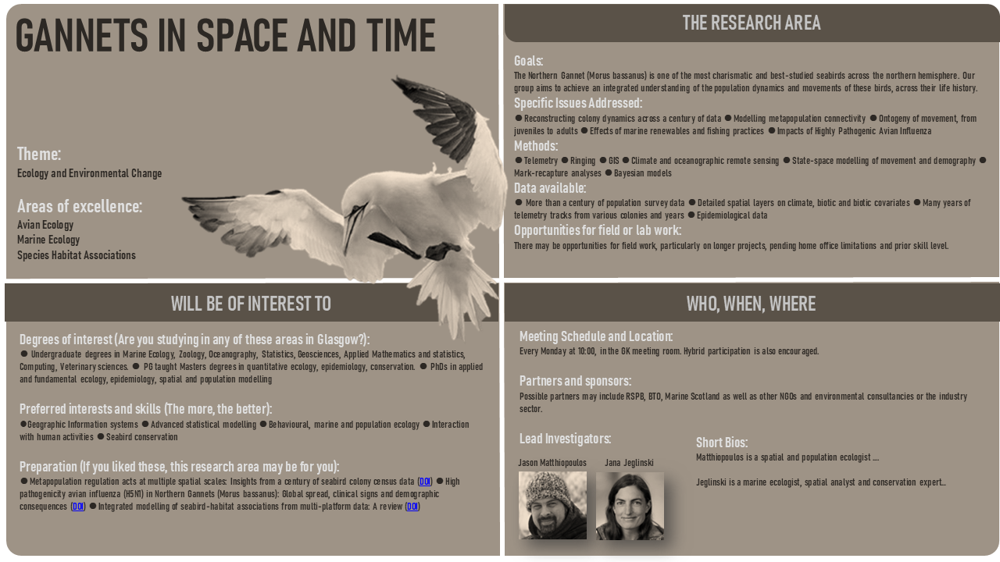 GANNETS IN SPACE AND TIME
Theme:
Ecology and Environmental Change
Areas of excellence:
Avian Ecology
Marine Ecology
Species Habitat Associations
THE RESEARCH AREA
Goals:
The Northern Gannet (Morus bassanus) is one of the most charismatic and best-studied seabirds across the northern hemisphere. Our
group aims to achieve an integrated understanding of the population dynamics and movements of these birds, across their life history.
Specific Issues Addressed:
● Reconstructing colony dynamics across a century of data ● Modelling metapopulation connectivity ● Ontogeny of movement, from
juveniles to adults ● Effects of marine renewables and fishing practices ● Impacts of Highly Pathogenic Avian Influenza
Methods:
● Telemetry ● Ringing ● GIS ● Climate and oceanographic remote sensing ● State-space modelling of movement and demography ●
Mark-recapture analyses ● Bayesian models
Data available:
● More than a century of population survey data ● Detailed spatial layers on climate, biotic and biotic covariates ● Many years of
telemetry tracks from various colonies and years ● Epidemiological data
Opportunities for field or lab work:
There may be opportunities for field work, particularly on longer projects, pending home office limitations and prior skill level.
WILL BE OF INTEREST TO
Degrees of interest (Are you studying in any of these areas in Glasgow?):
● Undergraduate degrees in Marine Ecology, Zoology, Oceanography, Statistics, Geosciences, Applied Mathematics and statistics,
Computing, Veterinary sciences. ● PG taught Masters degrees in quantitative ecology, epidemiology, conservation. ● PhDs in applied
and fundamental ecology, epidemiology, spatial and population modelling
Preferred interests and skills (The more, the better):
●Geographic Information systems ● Advanced statistical modelling ● Behavioural, marine and population ecology ● Interaction
with human activities ● Seabird conservation
Preparation (If you liked these, this research area may be for you):
● Metapopulation regulation acts at multiple spatial scales: Insights from a century of seabird colony census data (DOI) ● High
pathogenicity avian influenza (H5N1) in Northern Gannets (Morus bassanus): Global spread, clinical signs and demographic
consequences (DOI) ● Integrated modelling of seabird-habitat associations from multi-platform data: A review (DOI)
WHO, WHEN, WHERE
Meeting Schedule and Location:
Every Monday at 10:00, in the GK meeting room. Hybrid participation is also encouraged.
Partners and sponsors:
Possible partners may include RSPB, BTO, Marine Scotland as well as other NGOs and environmental consultancies or the industry
sector.
Lead Investigators:
Jason Matthiopoulos
Jana Jeglinski
Short Bios:
Matthiopoulos is a spatial and population ecologist ....
Jeglinski is a marine ecologist, spatial analyst and conservation expert...